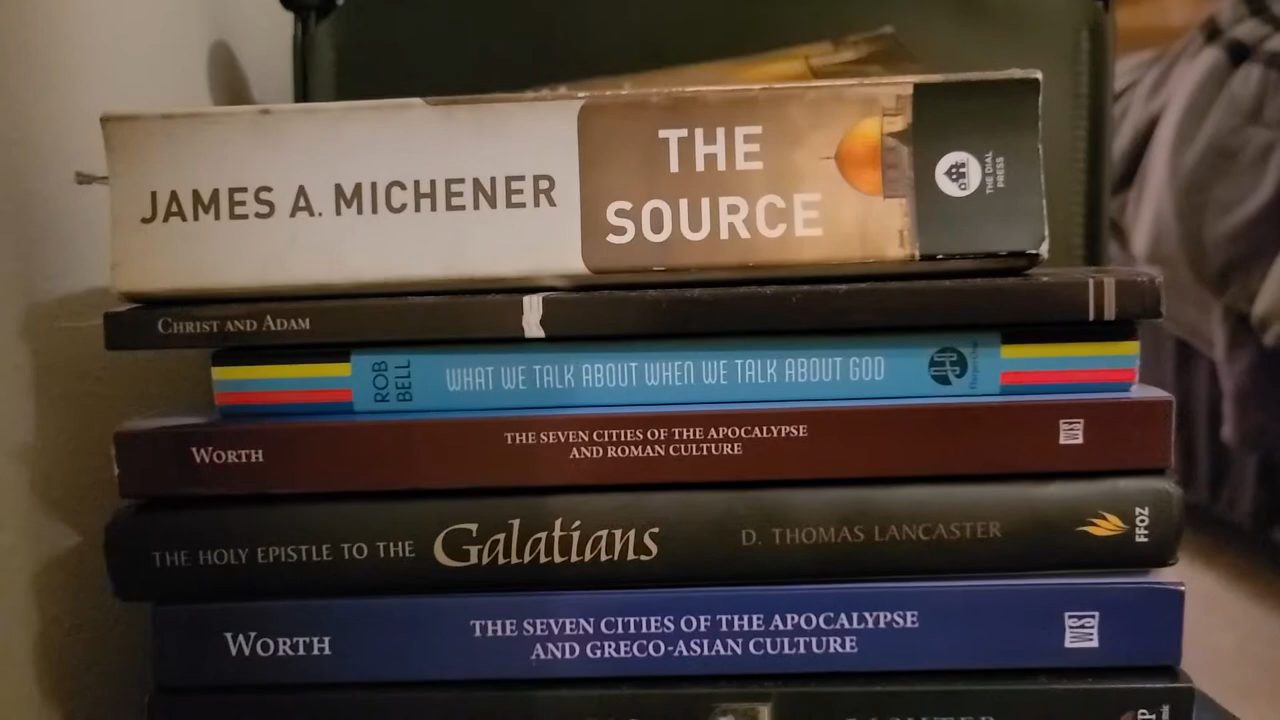 JAMES A. MICHENER
THE
SOURCE
THE DIAL
PRESS
CHRIST AND ADAM
ROB
BELL
WHAT WE TALK ABOUT WHEN WE TALK ABOUT GOD
WORTH
THE SEVEN CITIES OF THE APOCALYPSE
AND ROMAN CULTURE
WS
THE HOLY EPISTLE TO THE Galatians
D. THOMAS LANCASTER
FFOZ
WORTH
THE SEVEN CITIES OF THE APOCALYPSE
AND GRECO-ASIAN CULTURE
WS